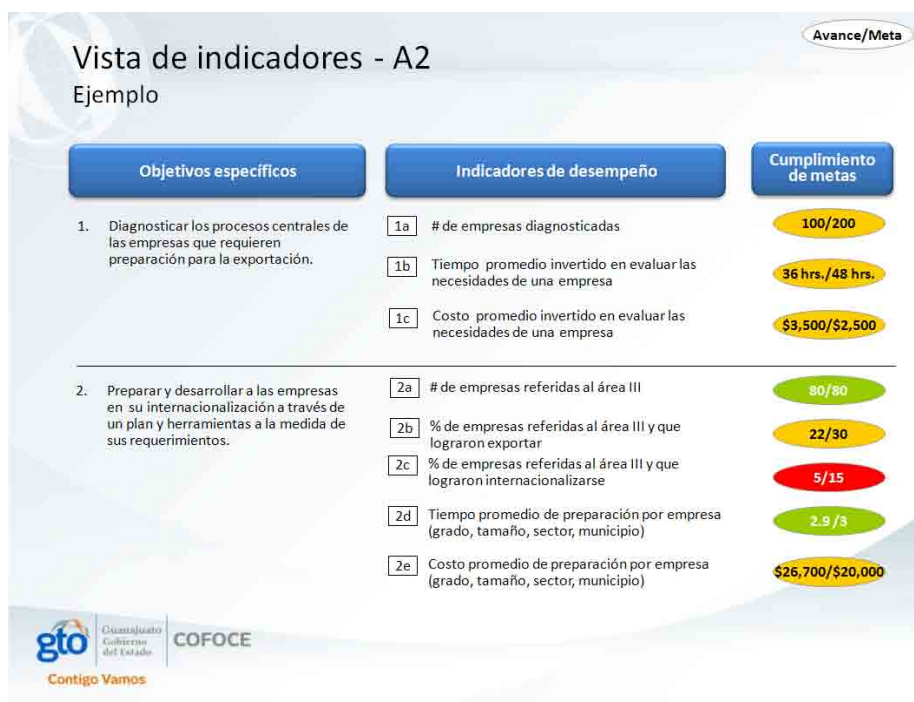 Avance/Meta
Vista de indicadores - A2
Ejemplo
Objetivos específicos
Indicadores de desempeño
Cumplimiento
de metas
1. Diagnosticar los procesos centrales de
las empresas que requieren
preparación para la exportación.
1a # de empresas diagnosticadas
100/200
1b Tiempo promedio invertido en evaluar las
necesidades de una empresa
36 hrs./48 hrs.
1c Costo promedio invertido en evaluar las
necesidades de una empresa
$3,500/$2,500
2. Preparar y desarrollar a las empresas
en su internacionalización a través de
un plan y herramientas a la medida de
sus requerimientos.
2a # de empresas referidas al área III
80/80
2b % de empresas referidas al área III y que
lograron exportar
22/30
2c % de empresas referidas al área III y que
lograron internacionalizarse
5/15
2d Tiempo promedio de preparación por empresa
(grado, tamaño, sector, municipio)
2.9/3
2e Costo promedio de preparación por empresa
(grado, tamaño, sector, municipio)
$26,700/$20,000
gto
Guanajuato
Gobierno
del Estado
COFOCE
Contigo Vamos